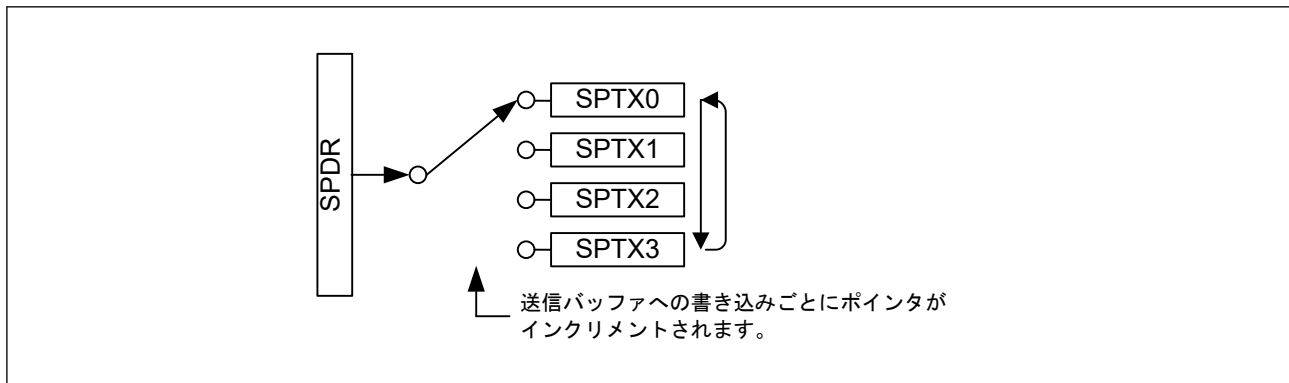 SPDR
SPTX0
SPTX1
SPTX2
SPTX3
送信バッファへの書き込みごとにポインタが
インクリメントされます。